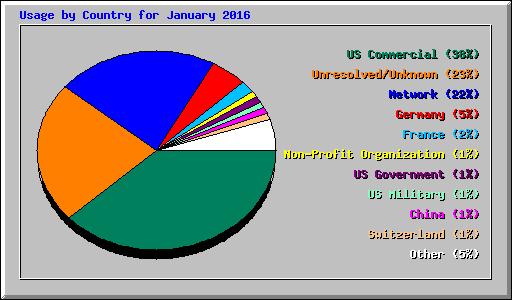 Usage by Country for January 2016
US Commercial (38%)
Unresolved/Unknown (23%)
Network (22%)
Germany (5%)
France (2%)
Non-Profit Organization (1%)
US Government (1%)
US Military (1%)
China (1%)
Switzerland (1%)
Other (5%)